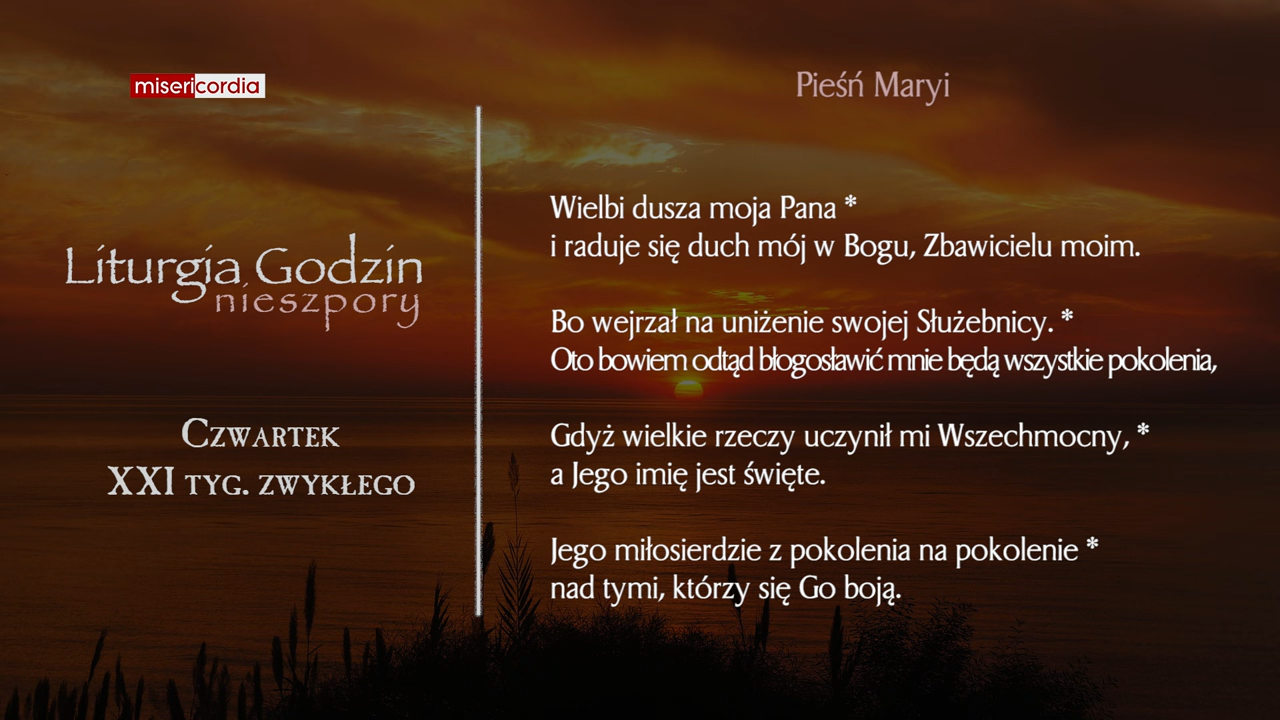 misericordia
Liturgia Godzin
nieszpory
Czwartek
XXI tyg. zwykłego
Pieśń Maryi
Wielbi dusza moja Pana *
i raduje się duch mój w Bogu, Zbawicielu moim.
Bo wejrzał na uniżenie swojej Służebnicy. *
Oto bowiem odtąd błogosławić mnie będą wszystkie pokolenia,
Gdyż wielkie rzeczy uczynił mi Wszechmocny, *
a Jego imię jest święte.
Jego miłosierdzie z pokolenia na pokolenie *
nad tymi, którzy się Go boją.